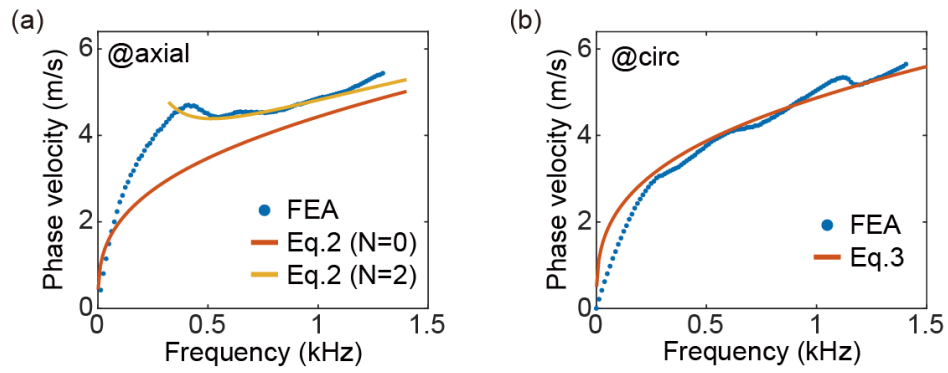 (a)
@axial
Phase velocity (m/s)
6
4
2
0
0
0.5
1
1.5
Frequency (kHz)
FEA
Eq.2 (N=0)
Eq.2 (N=2)
(b)
@circ
Phase velocity (m/s)
6
4
2
0
0
0.5
1
1.5
Frequency (kHz)
FEA
Eq.3